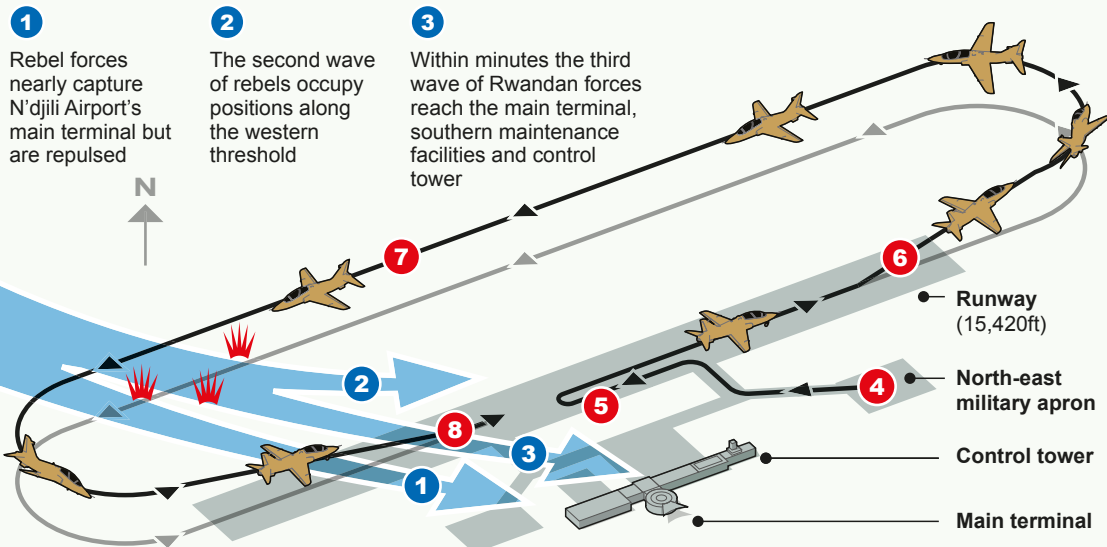 1
Rebel forces
nearly capture
N'djili Airport's
main terminal but
are repulsed
2
The second wave
of rebels occupy
positions along
the western
threshold
3
Within minutes the third
wave of Rwandan forces
reach the main terminal,
southern maintenance
facilities and control
tower
N
7
6
Runway
(15,420ft)
2
4
North-east
military apron
5
8
3
1
Control tower
Main terminal